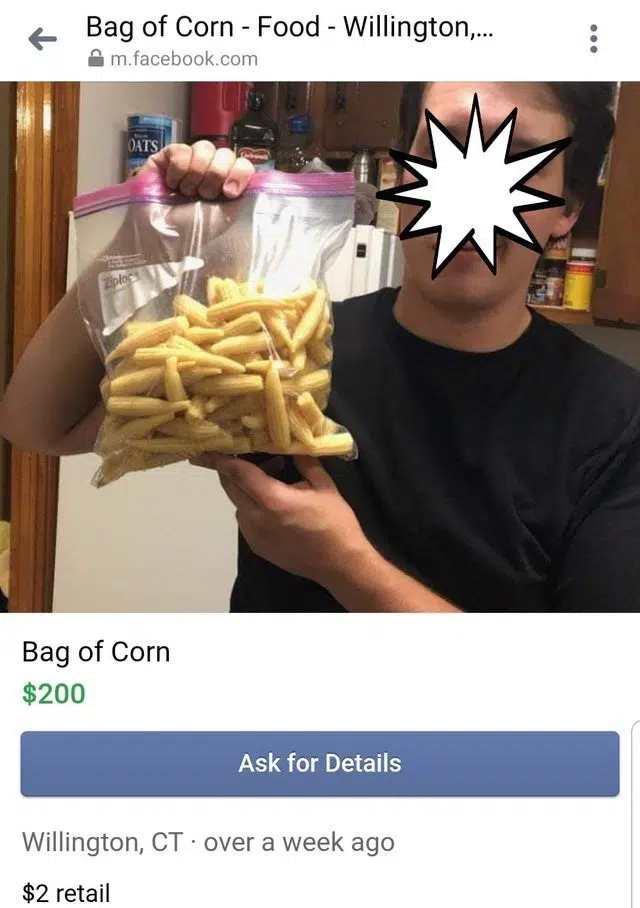 Bag of Corn - Food - Willington,...
m.facebook.com
OATS
Ziploc
Bag of Corn
$200
Ask for Details
Willington, CT · over a week ago
$2 retail